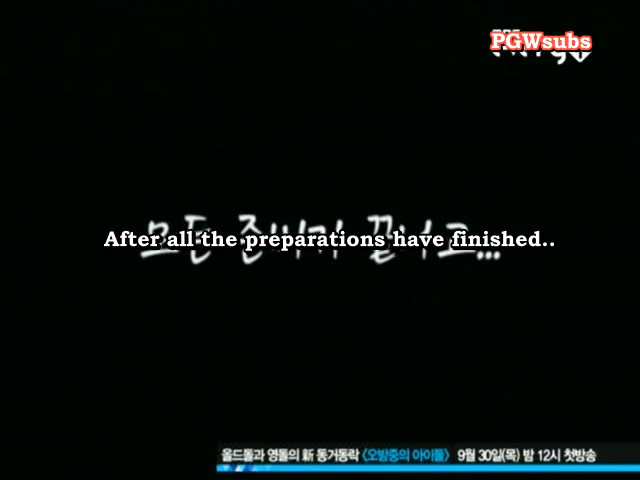 PGWsubs
모든 준비가 끝나고...
After all the preparations have finished..
올드돌과 영돌의 新 동거동락 <오방중의 아이들> 9월 30일(목) 밤 12시 첫방송